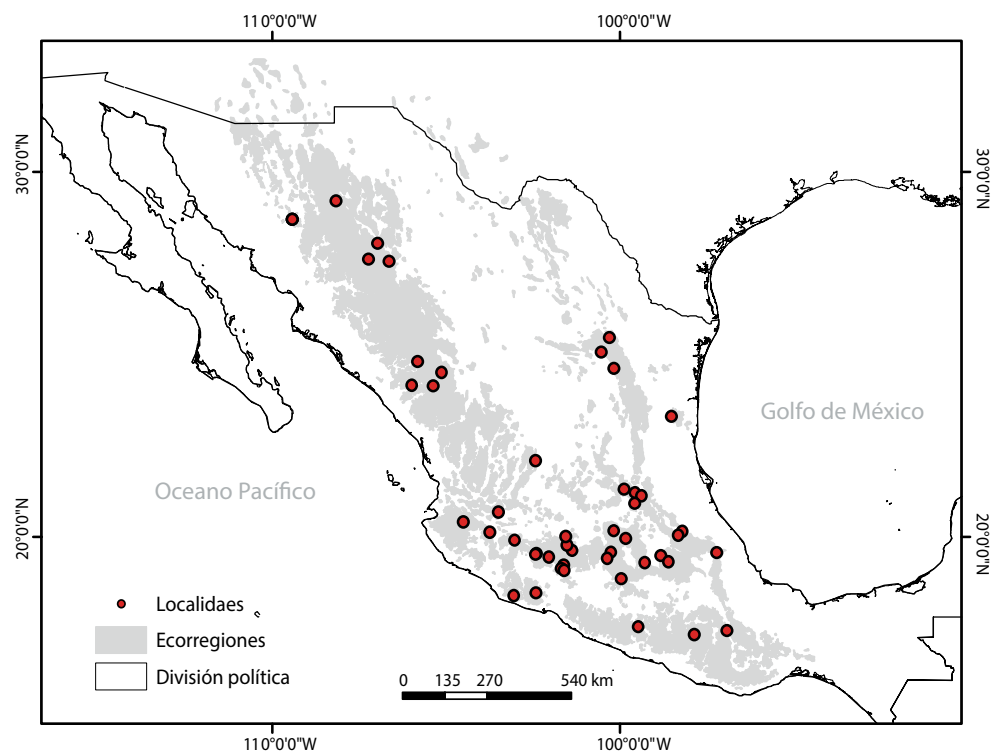 110°0'0"W 100°0'0"W
30°0'0"N 30°0'0"N
Golfo de México
Oceano Pacífico
20°0'0"N 20°0'0"N
Localidaes
Ecorregiones
División política
0 135 270 540 km
110°0'0"W 100°0'0"W